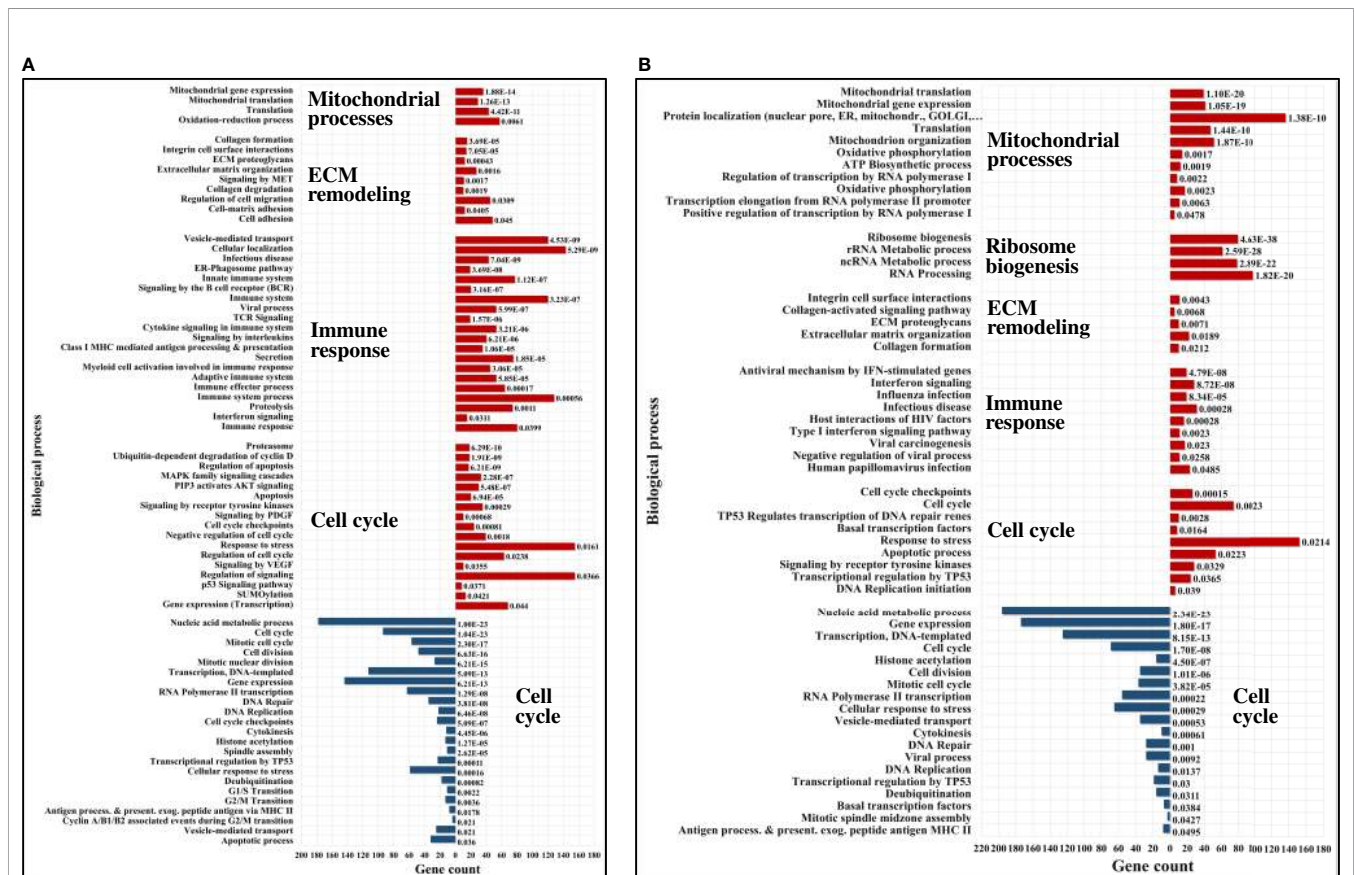 A
Mitochondrial gene expression 1.88E-14
Mitochondrial translation 1.26E-13
Translation 4.42E-11
Oxidation-reduction process 0.0061
Mitochondrial
processes
Collagen formation 3.69E-05
Integrin cell surface interactions 7.05E-05
ECM proteoglycans 0.00043
Extracellular matrix organization 0.0016
Signaling by MET 0.0017
Collagen degradation 0.0019
Regulation of cell migration 0.0309
Cell-matrix adhesion 0.0405
Cell adhesion 0.045
ECM
remodeling
Vesicle-mediated transport 4.53E-09
Cellular localization 5.29E-09
Infectious disease 7.04E-09
ER-Phagosome pathway 3.69E-08
Innate immune system 1.12E-07
Signaling by the B cell receptor (BCR) 3.16E-07
Immune system 3.23E-07
Viral process 5.99E-07
TCR Signaling 1.57E-06
Cytokine signaling in immune system 3.21E-06
Signaling by interleukins 6.21E-06
Class I MHC mediated antigen processing & presentation 1.06E-05
Secretion 1.85E-05
Myeloid cell activation involved in immune response 3.06E-05
Adaptive immune system 5.85E-05
Immune effector process 0.00017
Immune system process 0.00056
Proteolysis 0.0011
Interferon signaling 0.0311
Immune response 0.0399
Immune
response
Proteasome 6.29E-10
Ubiquitin-dependent degradation of cyclin D 1.91E-09
Regulation of apoptosis 6.21E-09
MAPK family signaling cascades 2.28E-07
PIP3 activates AKT signaling 5.48E-07
Apoptosis 6.94E-05
Signaling by receptor tyrosine kinases 0.00029
Signaling by PDGF 0.00068
Cell cycle checkpoints 0.00081
Negative regulation of cell cycle 0.0018
Response to stress 0.0161
Regulation of cell cycle 0.0238
Signaling by VEGF 0.0355
Regulation of signaling 0.0366
p53 Signaling pathway 0.0371
SUMOylation 0.0421
Gene expression (Transcription) 0.044
Cell cycle
Nucleic acid metabolic process 1.00E-23
Cell cycle 1.04E-23
Mitotic cell cycle 2.30E-17
Cell division 6.63E-16
Mitotic nuclear division 6.21E-15
Transcription, DNA-templated 5.09E-13
Gene expression 6.21E-13
RNA Polymerase II transcription 1.29E-08
DNA Repair 3.81E-08
DNA Replication 6.46E-08
Cell cycle checkpoints 5.09E-07
Cytokinesis 4.45E-06
Histone acetylation 1.27E-05
Spindle assembly 2.62E-05
Transcriptional regulation by TP53 0.00011
Cellular response to stress 0.00016
Deubiquitination 0.00082
G1/S Transition 0.0022
G2/M Transition 0.0036
Antigen process. & present. exog. peptide antigen via MHC II 0.0178
Cyclin A/B1/B2 associated events during G2/M transition 0.021
Vesicle-mediated transport 0.021
Apoptotic process 0.036
Cell
cycle
Biological process
200 180 160 140 120 100 80 60 40 20 0 20 40 60 80 100 120 140 160 180
Gene count
B
Mitochondrial translation 1.10E-20
Mitochondrial gene expression 1.05E-19
Protein localization (nuclear pore, ER, mitochondr., GOLGI,... 1.38E-10
Translation 1.44E-10
Mitochondrion organization 1.87E-10
Oxidative phosphorylation 0.0017
ATP Biosynthetic process 0.0019
Regulation of transcription by RNA polymerase I 0.0022
Oxidative phosphorylation 0.0023
Transcription elongation from RNA polymerase II promoter 0.0063
Positive regulation of transcription by RNA polymerase I 0.0478
Mitochondrial
processes
Ribosome biogenesis 4.63E-38
rRNA Metabolic process 2.59E-28
ncRNA Metabolic process 2.89E-22
RNA Processing 1.82E-20
Ribosome
biogenesis
Integrin cell surface interactions 0.0043
Collagen-activated signaling pathway 0.0068
ECM proteoglycans 0.0071
Extracellular matrix organization 0.0189
Collagen formation 0.0212
ECM
remodeling
Antiviral mechanism by IFN-stimulated genes 4.79E-08
Interferon signaling 8.72E-08
Influenza infection 8.34E-05
Infectious disease 0.00028
Host interactions of HIV factors 0.00028
Type I interferon signaling pathway 0.0023
Viral carcinogenesis 0.023
Negative regulation of viral process 0.0258
Human papillomavirus infection 0.0485
Immune
response
Cell cycle checkpoints 0.00015
Cell cycle 0.0023
TP53 Regulates transcription of DNA repair renes 0.0028
Basal transcription factors 0.0164
Response to stress 0.0214
Apoptotic process 0.0223
Signaling by receptor tyrosine kinases 0.0329
Transcriptional regulation by TP53 0.0365
DNA Replication initiation 0.039
Cell cycle
Nucleic acid metabolic process 2.34E-23
Gene expression 1.80E-17
Transcription, DNA-templated 8.15E-13
Cell cycle 1.70E-08
Histone acetylation 4.50E-07
Cell division 1.01E-06
Mitotic cell cycle 3.82E-05
RNA Polymerase II transcription 0.00022
Cellular response to stress 0.00029
Vesicle-mediated transport 0.00053
Cytokinesis 0.00061
DNA Repair 0.001
Viral process 0.0092
DNA Replication 0.0137
Transcriptional regulation by TP53 0.03
Deubiquitination 0.0311
Basal transcription factors 0.0384
Mitotic spindle midzone assembly 0.0427
Antigen process. & present. exog. peptide antigen MHC II 0.0495
Cell
cycle
Biological process
220 200 180 160 140 120 100 80 60 40 20 0 20 40 60 80 100 120 140 160 180
Gene count